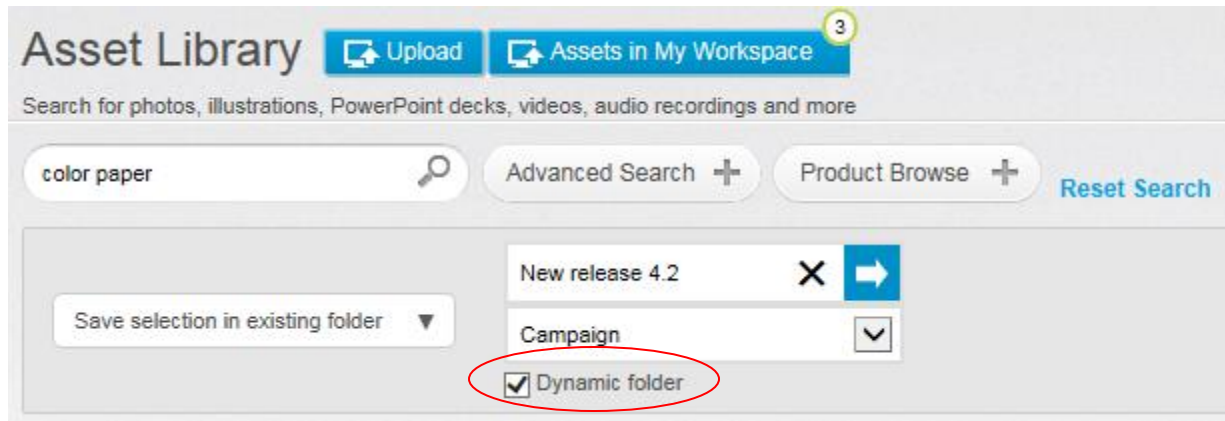 Asset Library Upload Assets in My Workspace 3
Search for photos, illustrations, PowerPoint decks, videos, audio recordings and more
color paper Advanced Search Product Browse Reset Search
New release 4.2
Save selection in existing folder
Campaign
Dynamic folder